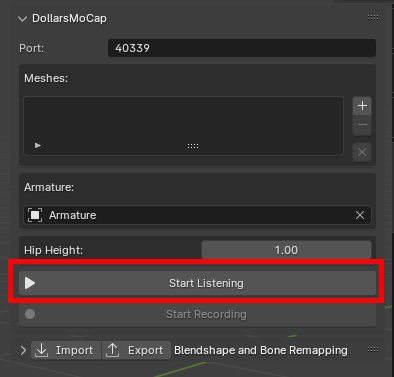 DollarsMoCap
Port: 40339
Meshes:
Armature:
Armature
Hip Height: 1.00
Start Listening
Start Recording
Import Export Blendshape and Bone Remapping